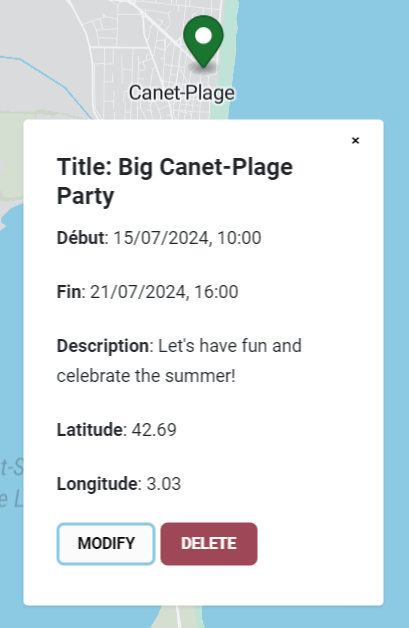 Canet-Plage
×
Title: Big Canet-Plage
Party
Début: 15/07/2024, 10:00
Fin: 21/07/2024, 16:00
Description: Let's have fun and
celebrate the summer!
Latitude: 42.69
t-S
Longitude: 3.03
e L
MODIFY DELETE